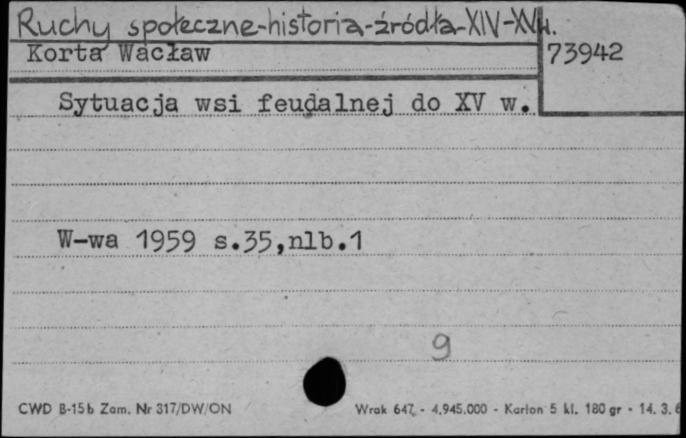 Ruchy społeczne-historia-źródła-XIV-XVw.
Korta Wacław
73942
Sytuacja wsi feudalnej do XV w.
W-wa 1959 s.35,nlb.1
9
CWD B-15b Zam. Nr 317/DW/ON
Wrak 647. - 4.945.000 - Karton 5 kl. 180 gr - 14. 3.